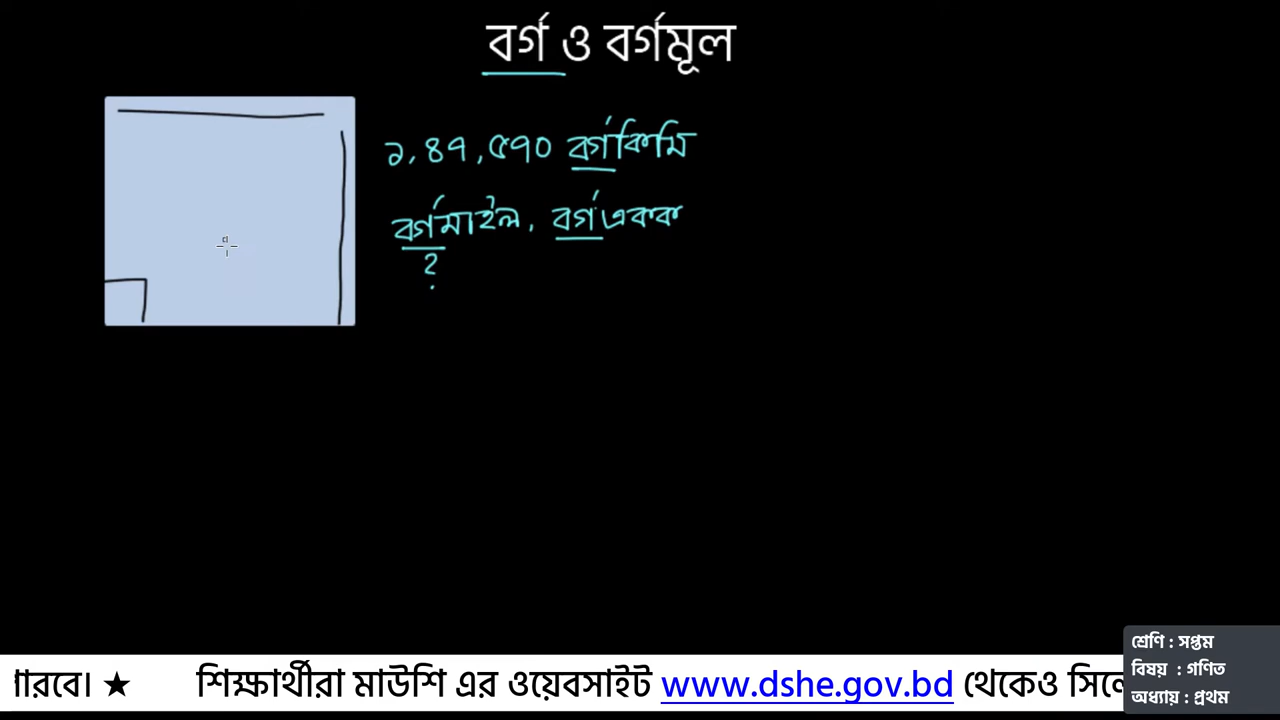 বর্গ ও বর্গমূল
১,৪৭,৫৭০ বর্গকিমি
বর্গমাইল, বর্গএকক
?
শ্রেণি : সপ্তম
বিষয় : গণিত
অধ্যায় : প্রথম
ারবে। ★ শিক্ষার্থীরা মাউশি এর ওয়েবসাইট www.dshe.gov.bd থেকেও সিলে